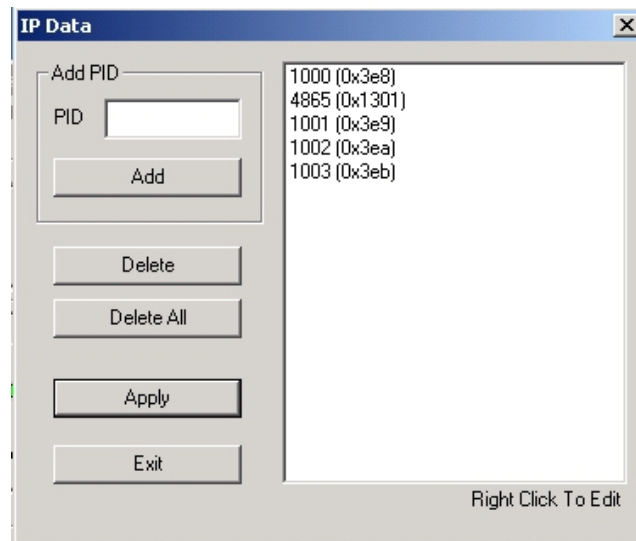 IP Data
Add PID
PID
Add
Delete
Delete All
Apply
Exit
1000 (0x3e8)
4865 (0x1301)
1001 (0x3e9)
1002 (0x3ea)
1003 (0x3eb)
Right Click To Edit